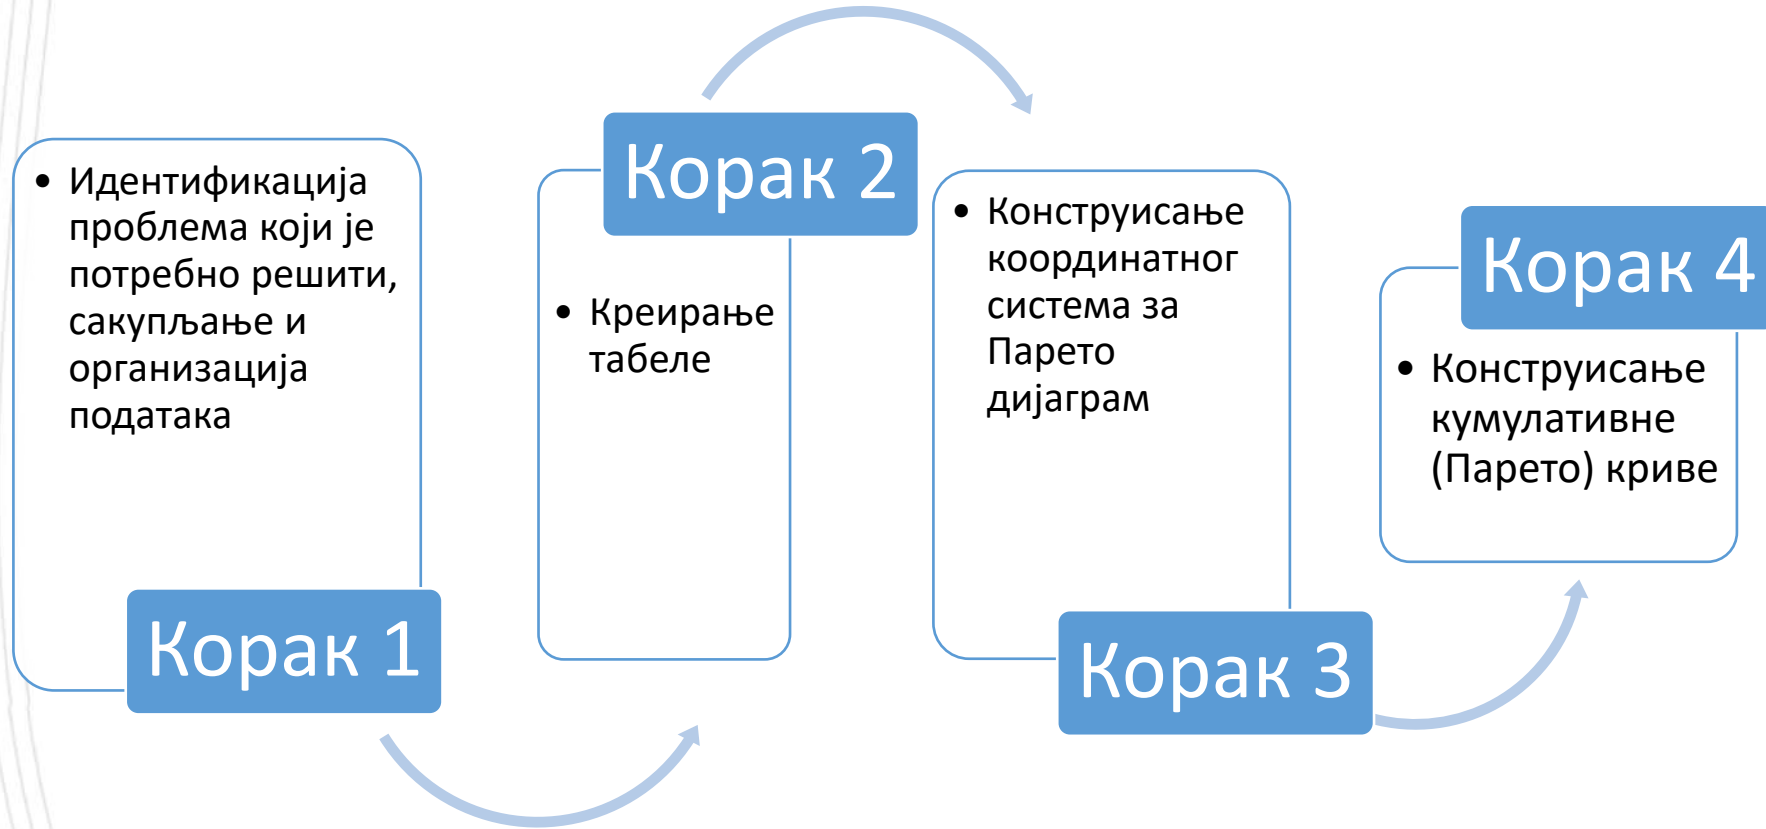 • Идентификација
проблема који је
потребно решити,
сакупљање и
организација
података
Корак 1
Корак 2
• Креирање
табеле
• Конструисање
координатног
система за
Парето
дијаграм
Корак 3
Корак 4
• Конструисање
кумулативне
(Парето) криве